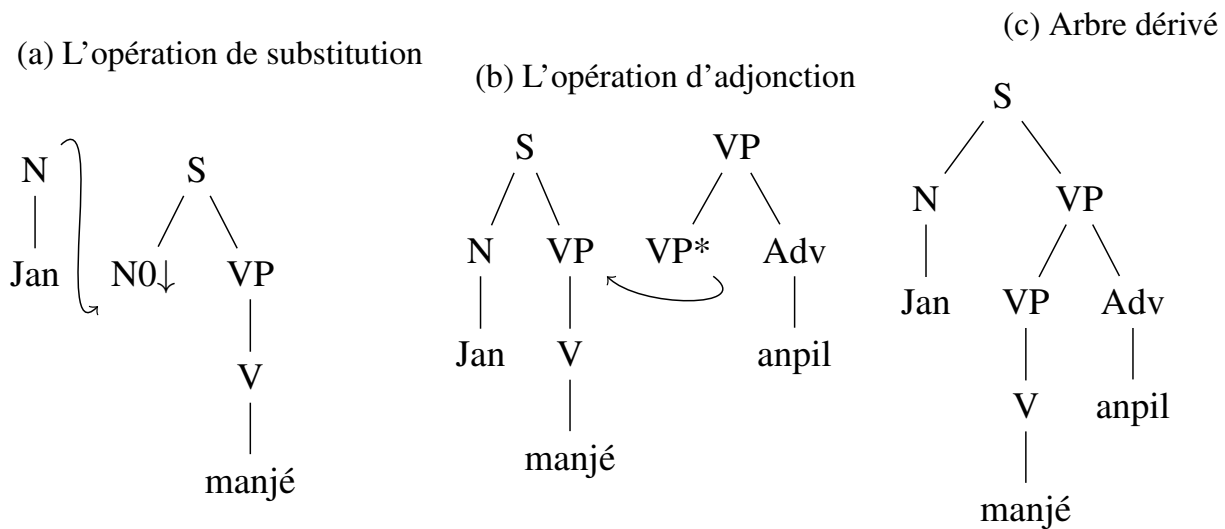 (a) L'opération de substitution
N
S
Jan
N0↓ VP
V
manjé
(b) L'opération d'adjonction
S VP
N VP VP* Adv
Jan V anpil
manjé
(c) Arbre dérivé
S
N VP
Jan VP Adv
V anpil
manjé